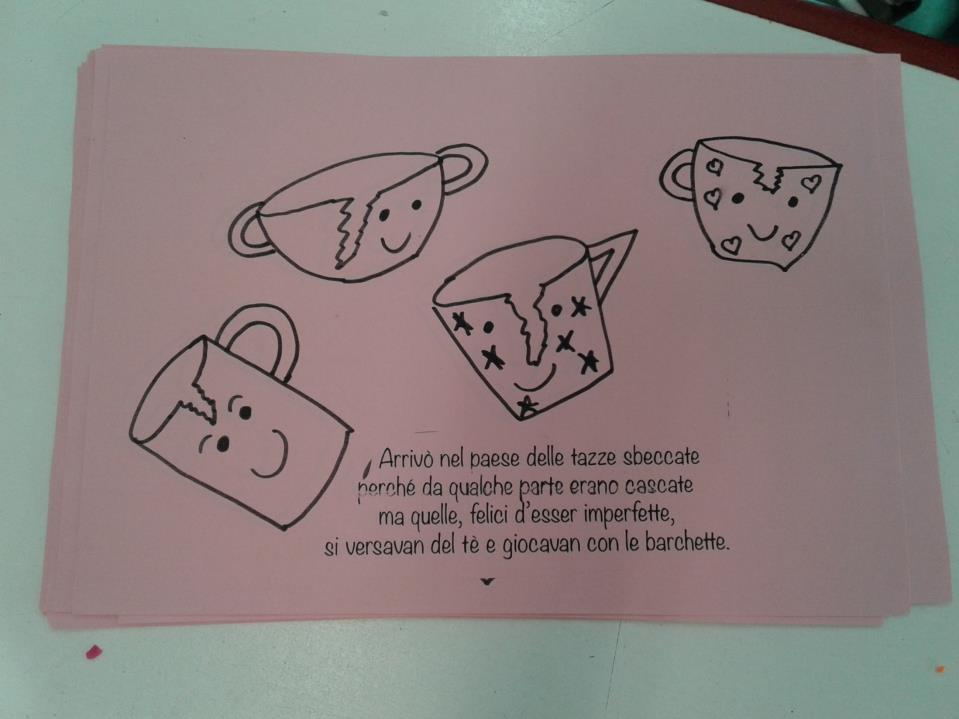 Arrivò nel paese delle tazze sbeccate
perché da qualche parte erano cascate
ma quelle, felici d'esser imperfette,
si versavan del tè e giocavan con le barchette.